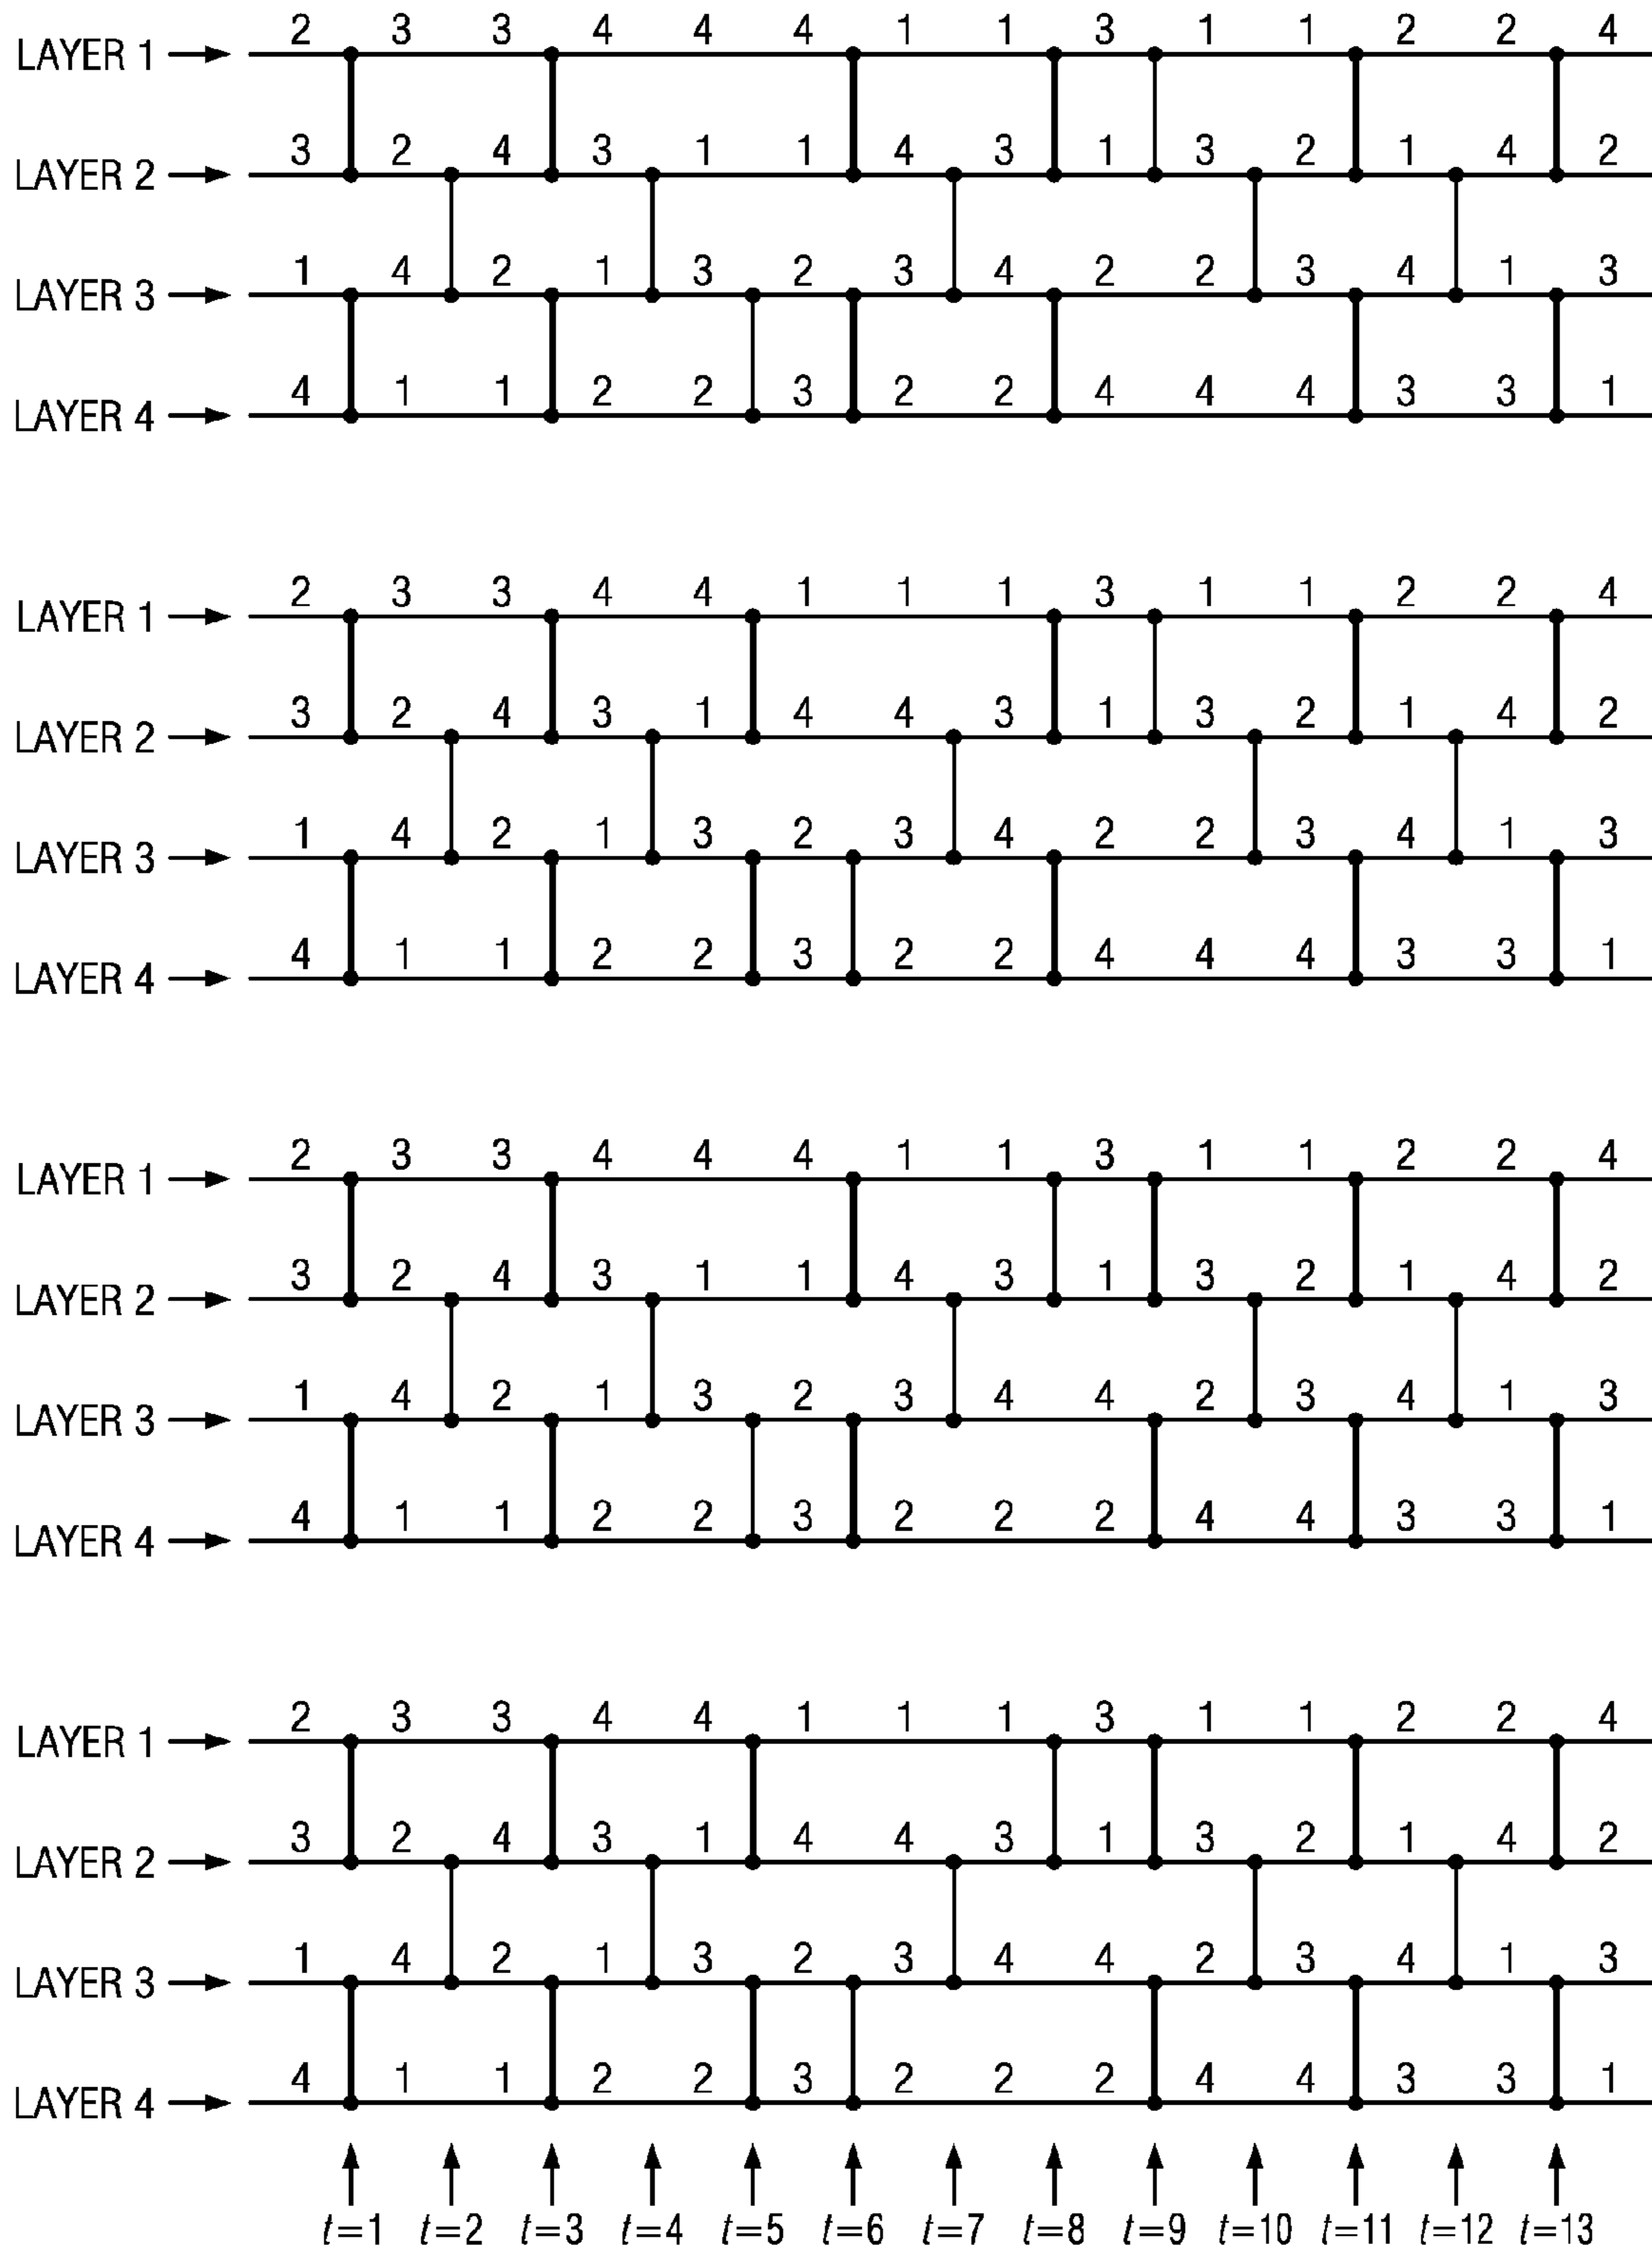 LAYER 1 2 3 3 4 4 4 1 1 3 1 1 2 2 4
LAYER 2 3 2 4 3 1 1 4 3 1 3 2 1 4 2
LAYER 3 1 4 2 1 3 2 3 4 2 2 3 4 1 3
LAYER 4 4 1 1 2 2 3 2 2 4 4 4 3 3 1
LAYER 1 2 3 3 4 4 1 1 1 3 1 1 2 2 4
LAYER 2 3 2 4 3 1 4 4 3 1 3 2 1 4 2
LAYER 3 1 4 2 1 3 2 3 4 2 2 3 4 1 3
LAYER 4 4 1 1 2 2 3 2 2 4 4 4 3 3 1
LAYER 1 2 3 3 4 4 4 1 1 3 1 1 2 2 4
LAYER 2 3 2 4 3 1 1 4 3 1 3 2 1 4 2
LAYER 3 1 4 2 1 3 2 3 4 4 2 3 4 1 3
LAYER 4 4 1 1 2 2 3 2 2 2 4 4 3 3 1
LAYER 1 2 3 3 4 4 1 1 1 3 1 1 2 2 4
LAYER 2 3 2 4 3 1 4 4 3 1 3 2 1 4 2
LAYER 3 1 4 2 1 3 2 3 4 4 2 3 4 1 3
LAYER 4 4 1 1 2 2 3 2 2 2 4 4 3 3 1
t=1 t=2 t=3 t=4 t=5 t=6 t=7 t=8 t=9 t=10 t=11 t=12 t=13